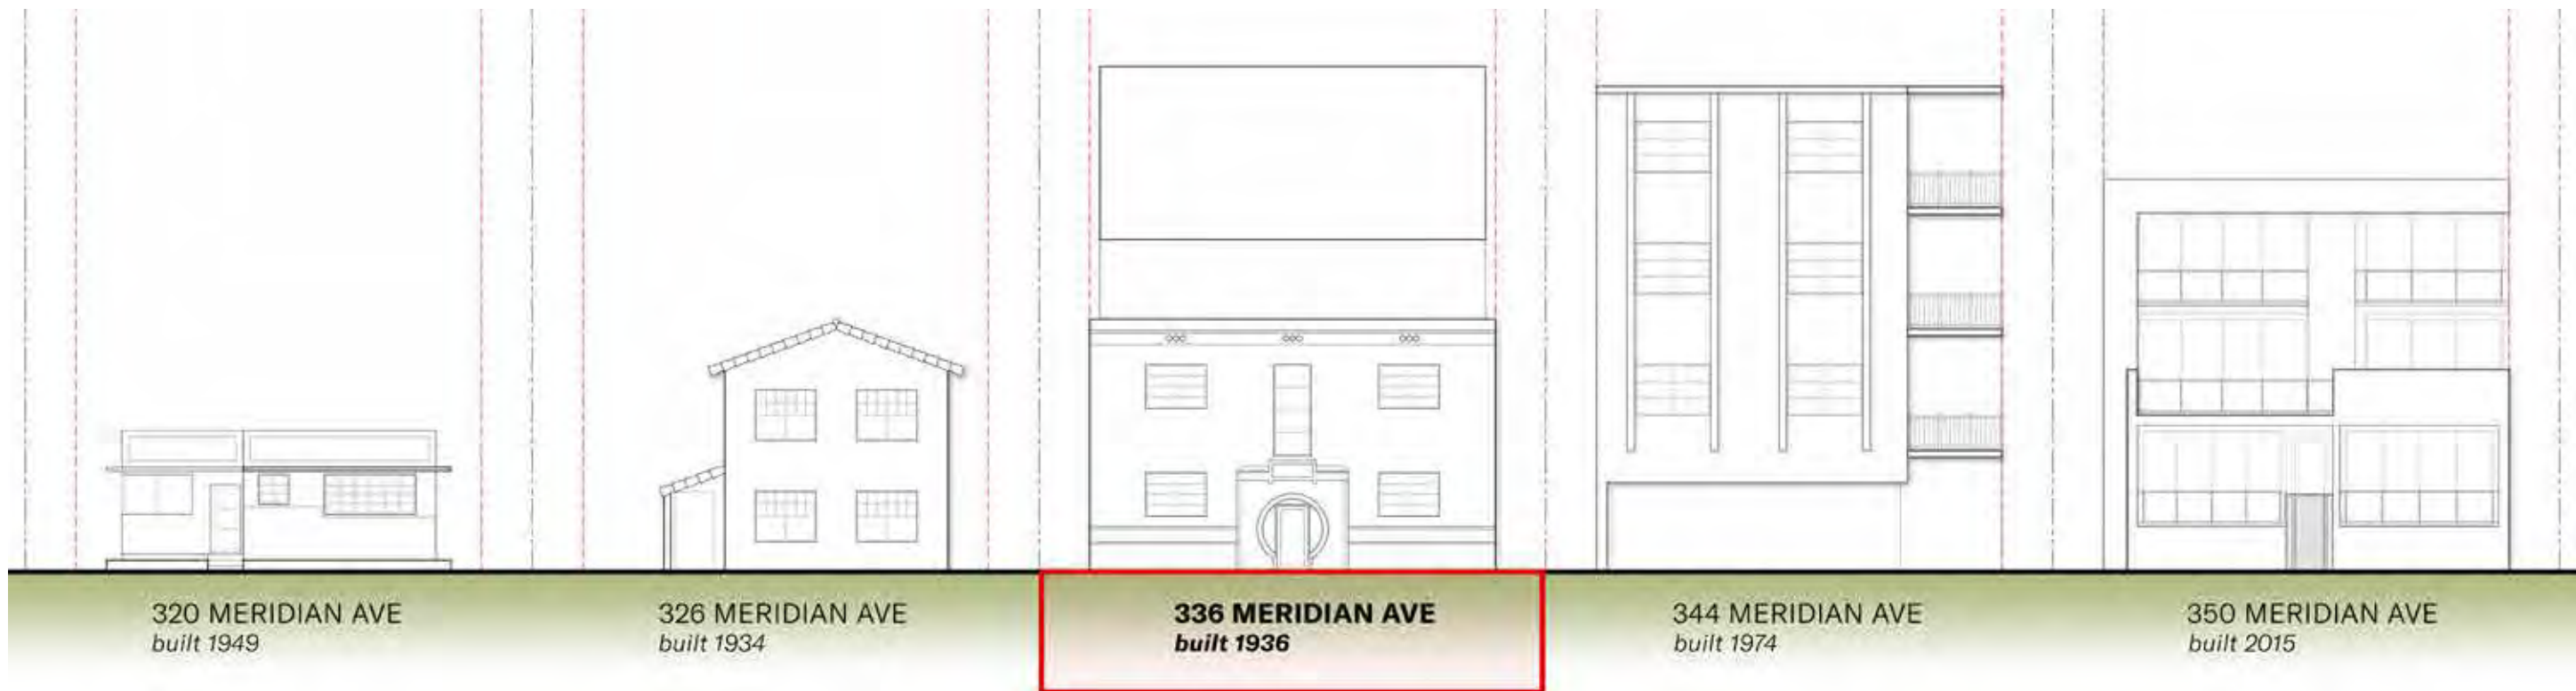 320 MERIDIAN AVE
built 1949
326 MERIDIAN AVE
built 1934
336 MERIDIAN AVE
built 1936
344 MERIDIAN AVE
built 1974
350 MERIDIAN AVE
built 2015